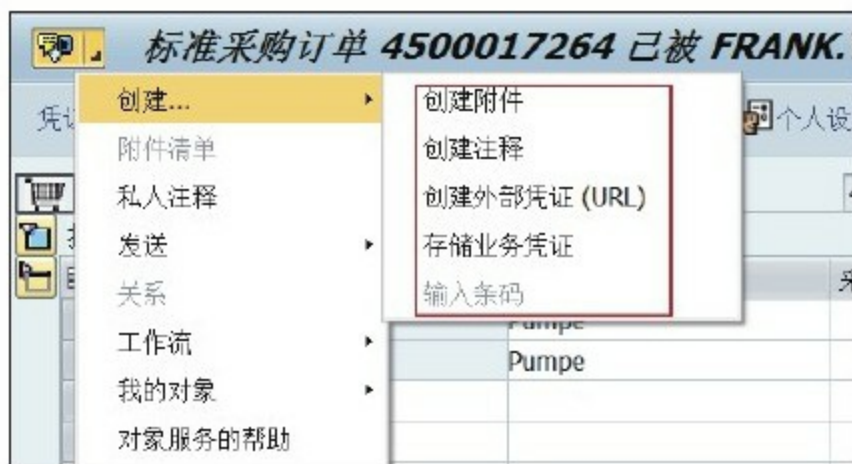 标准采购订单 4500017264 已被 FRANK.
创建...
创建附件
凭
个人设
附件清单
创建注释
私人注释
创建外部凭证 (URL)
发送
存储业务凭证
关系
输入条码
Pumpe
工作流
Pumpe
我的对象
对象服务的帮助